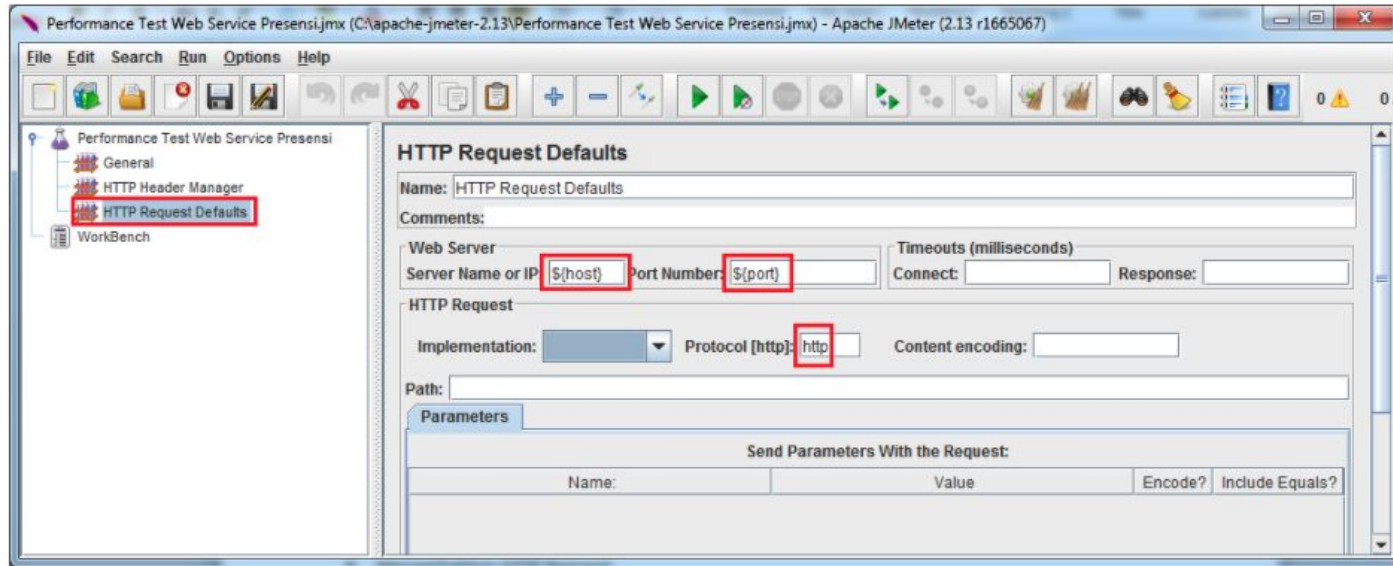 Performance Test Web Service Presensi.jmx (C:\apache-jmeter-2.13\Performance Test Web Service Presensi.jmx) - Apache JMeter (2.13 r1665067)
File Edit Search Run Options Help
0 0
Performance Test Web Service Presensi
General
HTTP Header Manager
HTTP Request Defaults
WorkBench
HTTP Request Defaults
Name: HTTP Request Defaults
Comments:
Web Server Timeouts (milliseconds)
Server Name or IP ${host} Port Number: ${port} Connect: Response:
HTTP Request
Implementation: Protocol [http]: http Content encoding:
Path:
Parameters
Send Parameters With the Request:
Name: Value Encode? Include Equals?